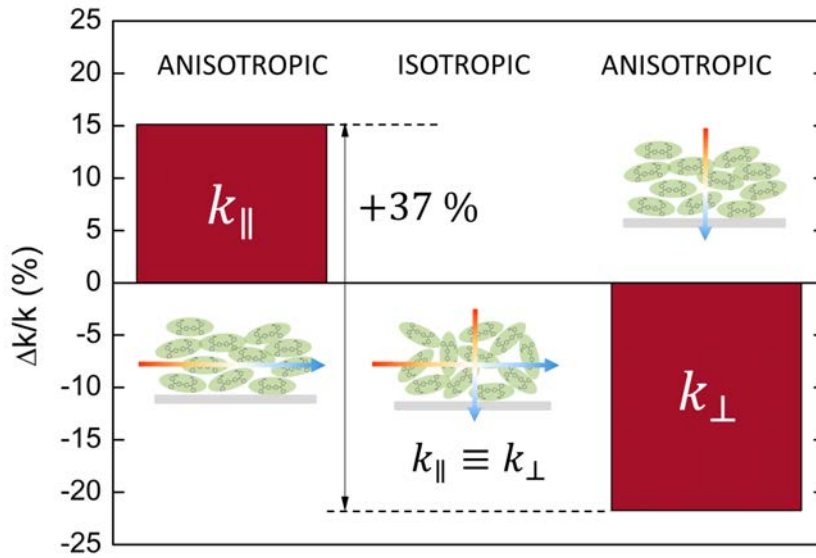 25
20
15
10
5
0
-5
-10
-15
-20
-25
Δk/k (%)
ANISOTROPIC ISOTROPIC ANISOTROPIC
k∥
+37 %
k∥ ≡ k⊥
k⊥